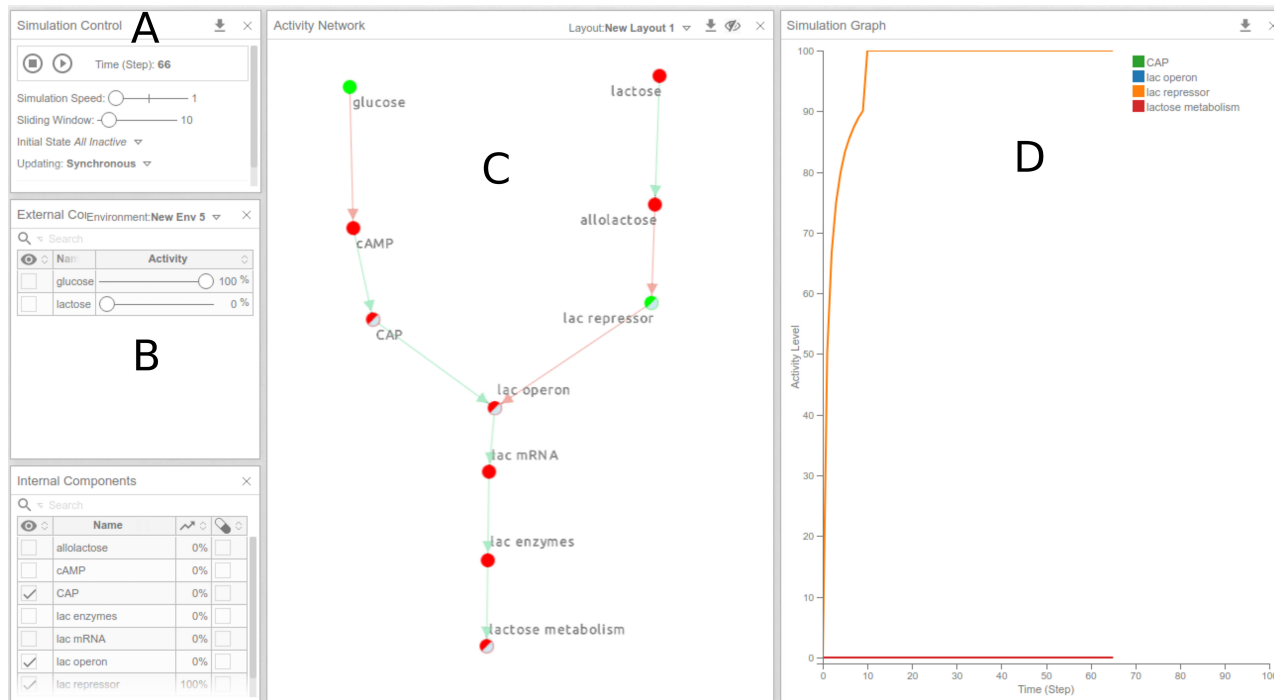 Simulation Control
A
Time (Step): 66
Simulation Speed: 1
Sliding Window: 10
Initial State All Inactive
Updating: Synchronous
External Co Environment:New Env 5
Search
Nam Activity
glucose 100 %
lactose 0 %
B
Internal Components
Search
Name
allolactose 0%
cAMP 0%
CAP 0%
lac enzymes 0%
lac mRNA 0%
lac operon 0%
lac repressor 100%
Activity Network Layout:New Layout 1
glucose
lactose
C
allolactose
cAMP
lac repressor
CAP
lac operon
lac mRNA
lac enzymes
lactose metabolism
Simulation Graph
CAP
lac operon
lac repressor
lactose metabolism
D
100
90
80
70
60
50
40
30
20
10
0
Activity Level
0 10 20 30 40 50 60 70 80 90 100
Time (Step)